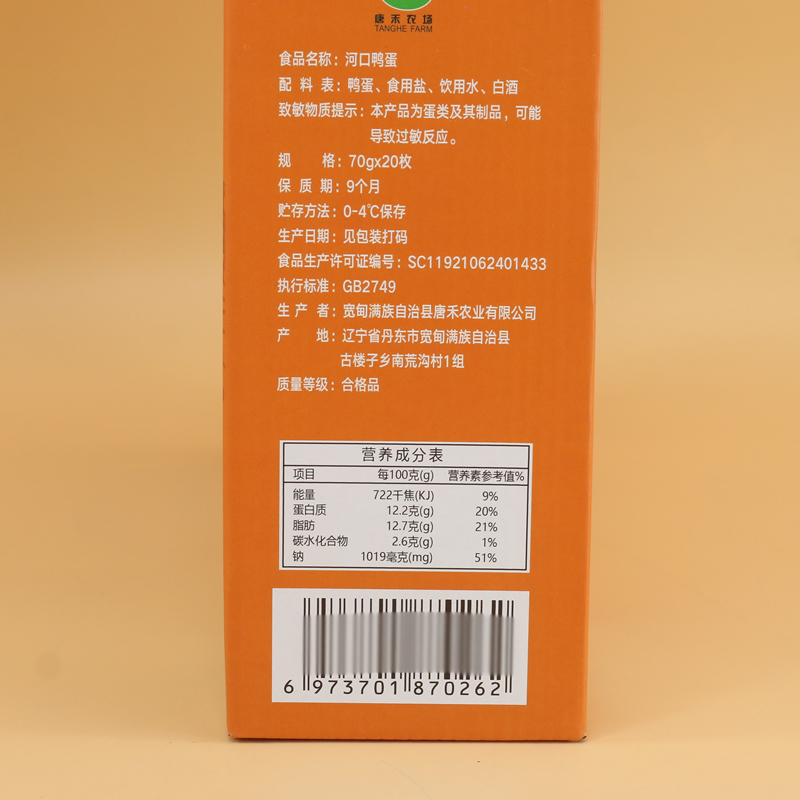 唐禾农场
TANGHE FARM
食品名称：河口鸭蛋
配 料 表：鸭蛋、食用盐、饮用水、白酒
致敏物质提示：本产品为蛋类及其制品，可能
导致过敏反应。
规 格：70gx20枚
保 质 期：9个月
贮存方法：0-4℃保存
生产日期：见包装打码
食品生产许可证编号：SC11921062401433
执行标准：GB2749
生 产 者：宽甸满族自治县唐禾农业有限公司
产 地：辽宁省丹东市宽甸满族自治县
古楼子乡南荒沟村1组
质量等级：合格品
营养成分表
项目 每100克(g) 营养素参考值%
能量 722千焦(KJ) 9%
蛋白质 12.2克(g) 20%
脂肪 12.7克(g) 21%
碳水化合物 2.6克(g) 1%
钠 1019毫克(mg) 51%
6 973701 870262